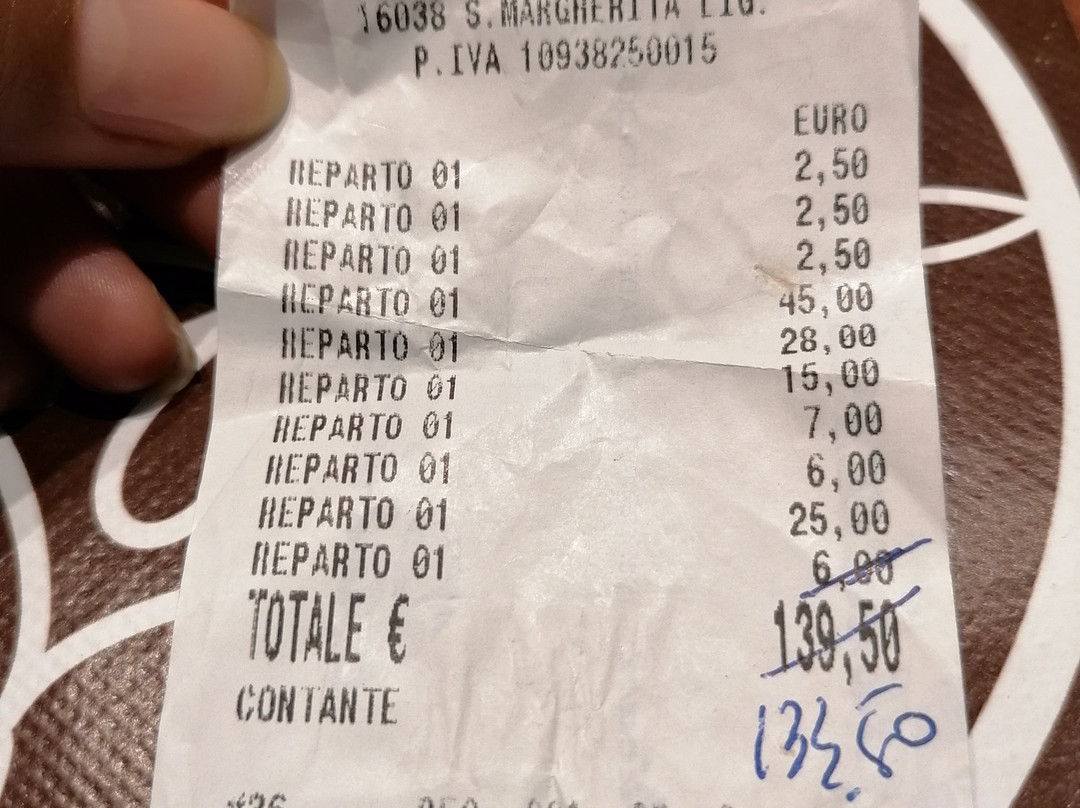 16038 S.MARGHERITA LIG.
P.IVA 10938250015
EURO
REPARTO 01 2,50
REPARTO 01 2,50
REPARTO 01 2,50
REPARTO 01 45,00
REPARTO 01 28,00
REPARTO 01 15,00
REPARTO 01 7,00
REPARTO 01 6,00
REPARTO 01 25,00
REPARTO 01 6,00
TOTALE € 139,50
CONTANTE